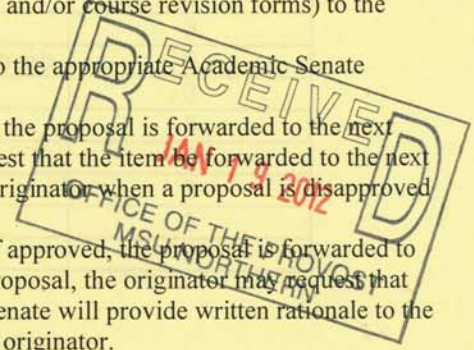 and/or course revision forms) to the
o the appropriate Academic Senate
the proposal is forwarded to the next
est that the item be forwarded to the next
riginator when a proposal is disapproved
f approved, the proposal is forwarded to
roposal, the originator may request that
enate will provide written rationale to the
originator.
RECEIVED
JAN 19 2012
OFFICE OF THE PROVOST
MSU-NORTHERN